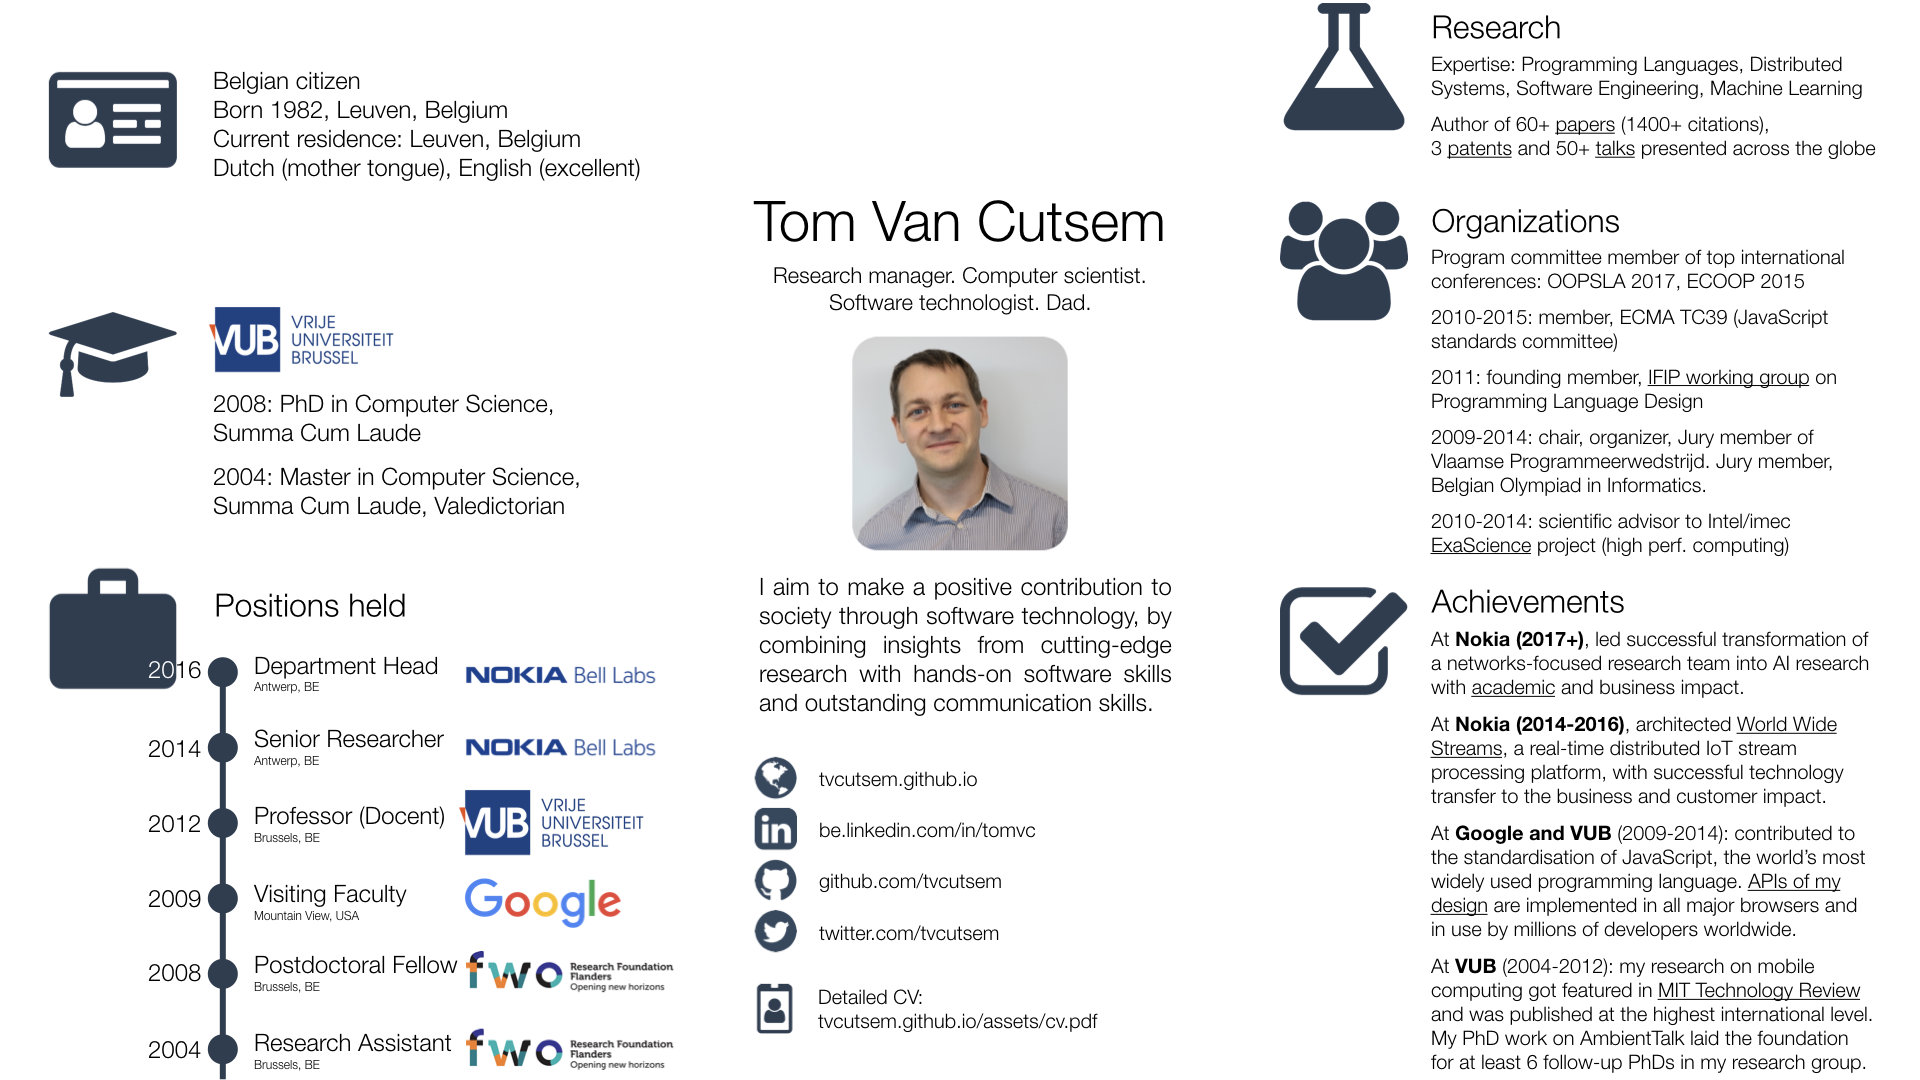 Belgian citizen
Born 1982, Leuven, Belgium
Current residence: Leuven, Belgium
Dutch (mother tongue), English (excellent)
VUB
VRIJE
UNIVERSITEIT
BRUSSEL
2008: PhD in Computer Science,
Summa Cum Laude
2004: Master in Computer Science,
Summa Cum Laude, Valedictorian
Positions held
2016 Department Head NOKIA Bell Labs
Antwerp, BE
2014 Senior Researcher NOKIA Bell Labs
Antwerp, BE
2012 Professor (Docent) VUB VRIJE
UNIVERSITEIT
BRUSSEL
Brussels, BE
2009 Visiting Faculty Google
Mountain View, USA
2008 Postdoctoral Fellow fwo Research Foundation
Flanders
Opening new horizons
Brussels, BE
2004 Research Assistant fwo Research Foundation
Flanders
Opening new horizons
Brussels, BE
Tom Van Cutsem
Research manager. Computer scientist.
Software technologist. Dad.
I aim to make a positive contribution to
society through software technology, by
combining insights from cutting-edge
research with hands-on software skills
and outstanding communication skills.
tvcutsem.github.io
in
be.linkedin.com/in/tomvc
github.com/tvcutsem
twitter.com/tvcutsem
Detailed CV:
tvcutsem.github.io/assets/cv.pdf
Research
Expertise: Programming Languages, Distributed
Systems, Software Engineering, Machine Learning
Author of 60+ papers (1400+ citations),
3 patents and 50+ talks presented across the globe
Organizations
Program committee member of top international
conferences: OOPSLA 2017, ECOOP 2015
2010-2015: member, ECMA TC39 (JavaScript
standards committee)
2011: founding member, IFIP working group on
Programming Language Design
2009-2014: chair, organizer, Jury member of
Vlaamse Programmeerwedstrijd. Jury member,
Belgian Olympiad in Informatics.
2010-2014: scientific advisor to Intel/imec
ExaScience project (high perf. computing)
Achievements
At Nokia (2017+), led successful transformation of
a networks-focused research team into AI research
with academic and business impact.
At Nokia (2014-2016), architected World Wide
Streams, a real-time distributed IoT stream
processing platform, with successful technology
transfer to the business and customer impact.
At Google and VUB (2009-2014): contributed to
the standardisation of JavaScript, the world's most
widely used programming language. APIs of my
design are implemented in all major browsers and
in use by millions of developers worldwide.
At VUB (2004-2012): my research on mobile
computing got featured in MIT Technology Review
and was published at the highest international level.
My PhD work on AmbientTalk laid the foundation
for at least 6 follow-up PhDs in my research group.